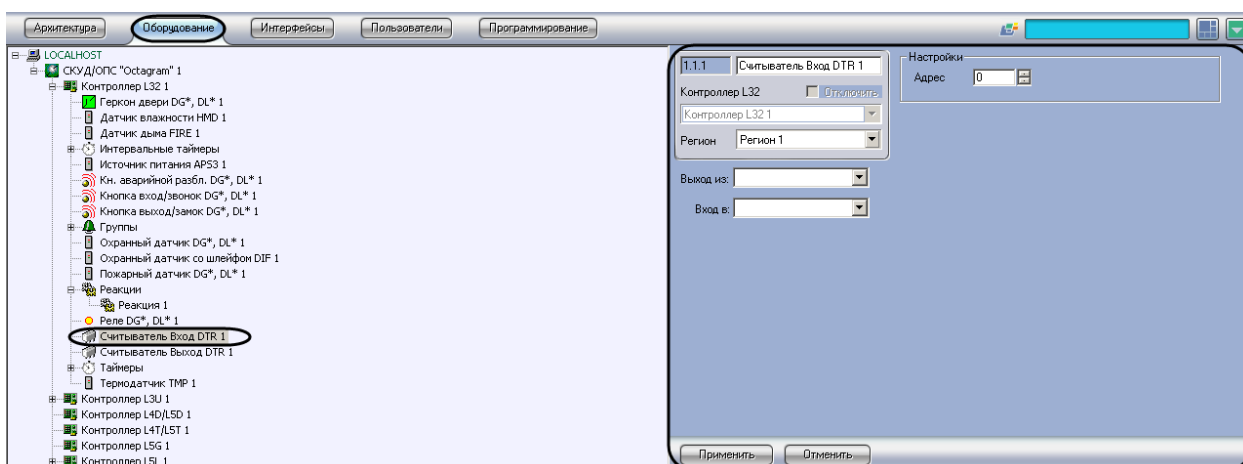 Архитектура Оборудование Интерфейсы Пользователи Программирование
LOCALHOST
СКУД/ОПС "Octagram" 1
Контроллер L32 1
Геркон двери DG*, DL* 1
Датчик влажности HMD 1
Датчик дыма FIRE 1
Интервальные таймеры
Источник питания APS3 1
Кн. аварийной разбл. DG*, DL* 1
Кнопка вход/звонок DG*, DL* 1
Кнопка выход/замок DG*, DL* 1
Группы
Охранный датчик DG*, DL* 1
Охранный датчик со шлейфом DIF 1
Пожарный датчик DG*, DL* 1
Реакции
Реакция 1
Реле DG*, DL* 1
Считыватель Вход DTR 1
Считыватель Выход DTR 1
Таймеры
Термодатчик TMP 1
Контроллер L3U 1
Контроллер L4D/L5D 1
Контроллер L4T/L5T 1
Контроллер L5G 1
Контроллер L5L 1
1.1.1 Считыватель Вход DTR 1
Контроллер L32 Отключить
Контроллер L32 1
Регион Регион 1
Выход из:
Вход в:
Настройки
Адрес 0
Применить Отменить